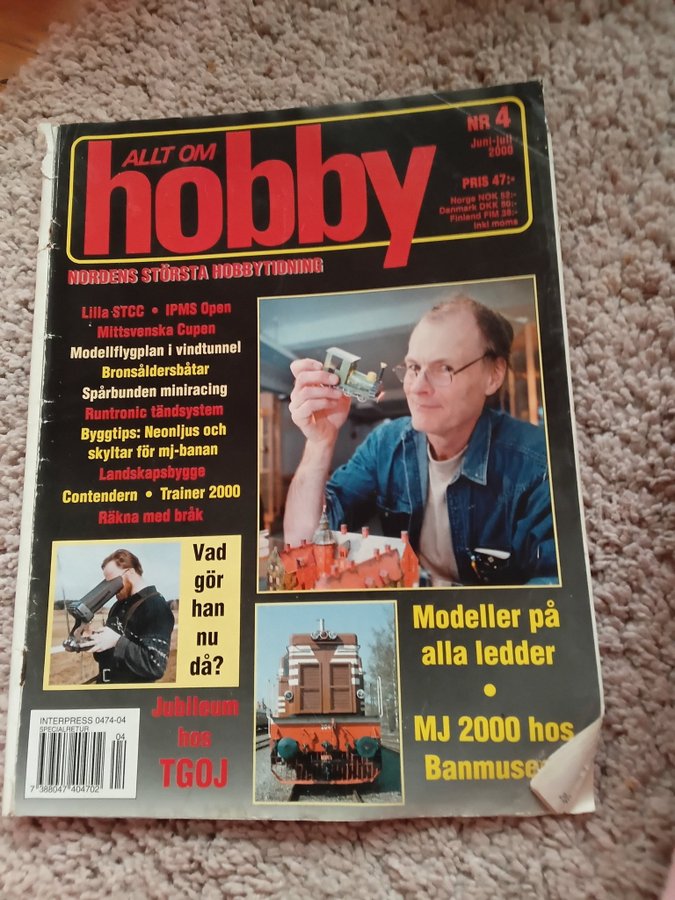 ALLT OM
hobby
NR 4
Juni-juli
2000
PRIS 47:-
Norge NOK 52:-
Danmark DKK 50:-
Finland FIM 38:-
Inkl moms
NORDENS STÖRSTA HOBBYTIDNING
Lilla STCC • IPMS Open
Mittsvenska Cupen
Modellflygplan i vindtunnel
Bronsåldersbåtar
Spårbunden miniracing
Runtronic tändsystem
Byggtips: Neonljus och
skyltar för mj-banan
Landskapsbygge
Contendern • Trainer 2000
Räkna med bråk
Vad
gör
han
nu
då?
Modeller på
alla ledder
•
MJ 2000 hos
Banmuse
Jubileum
hos
TGOJ
INTERPRESS 0474-04
SPECIALRETUR
04
7 388047 404702